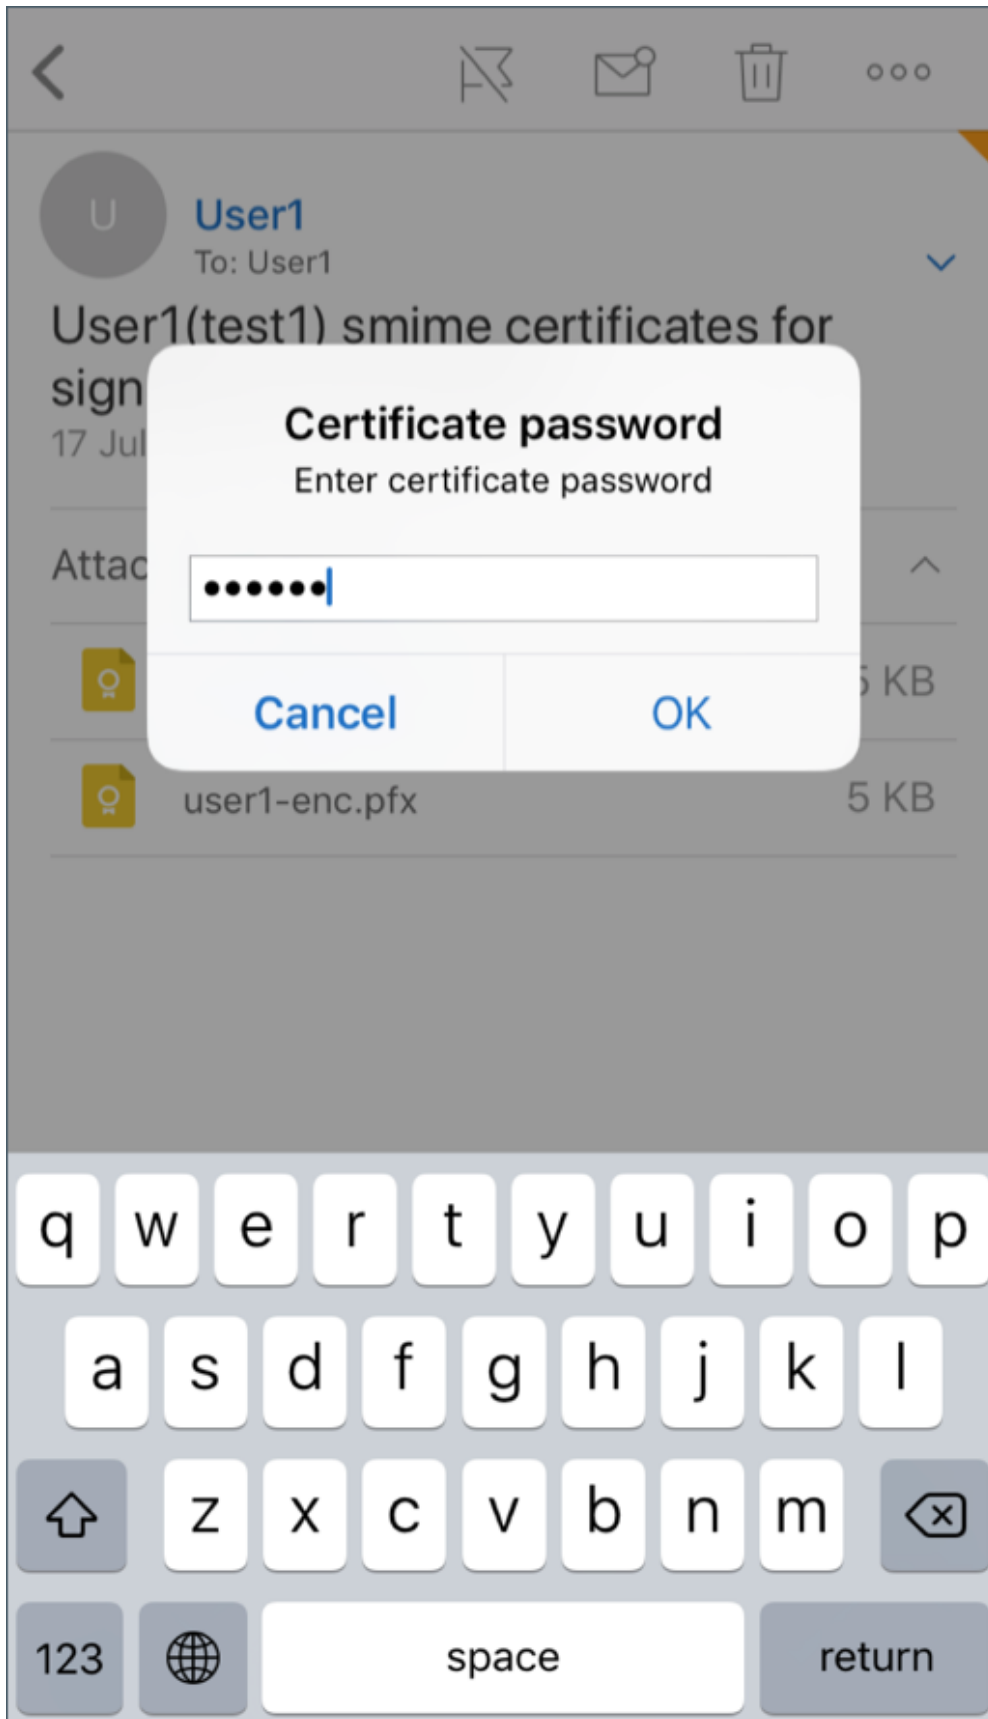 U
User1
To: User1
User1(test1) smime certificates for
sign
17 Jul
Certificate password
Enter certificate password
Attac
••••••
KB
Cancel
OK
user1-enc.pfx
5 KB
q w e r t y u i o p
a s d f g h j k l
z x c v b n m
123
space
return